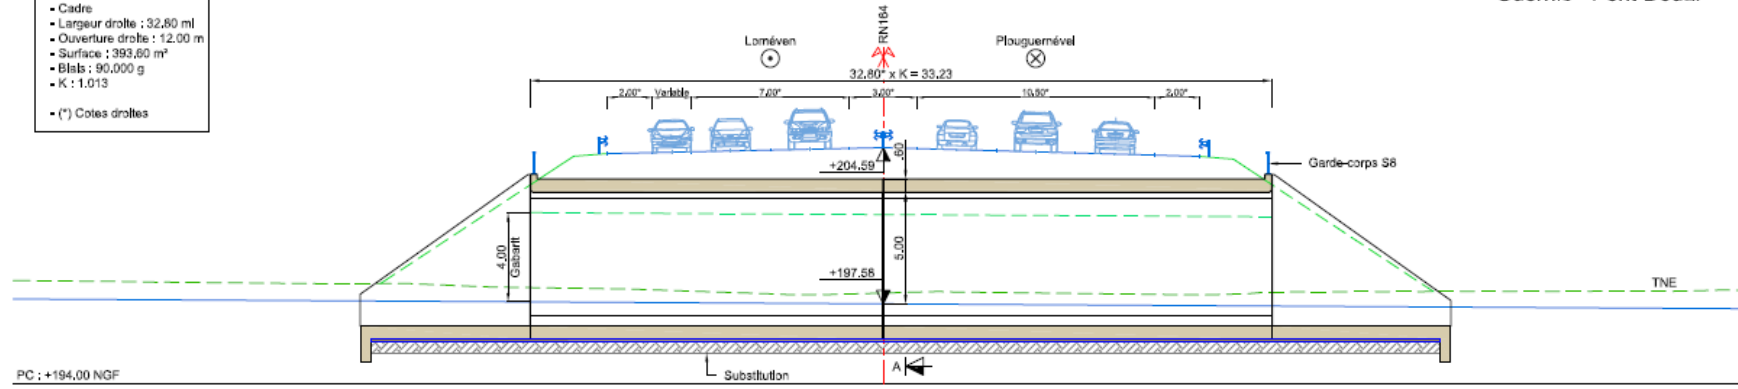 - Cadre
- Largeur droite : 32.80 ml
- Ouverture droite : 12.00 m
- Surface : 393.60 m²
- Biais : 90.000 g
- K : 1.013
- (*) Cotes droites
RN164
Lornéven
Plouguernével
32.80* x K = 33.23
2.00*
Variable
7.00*
3.00*
10.50*
2.00*
+204.59
.60
Garde-corps S8
4.00
Gabarit
5.00
+197.58
TNE
A
Substitution
PC : +194.00 NGF